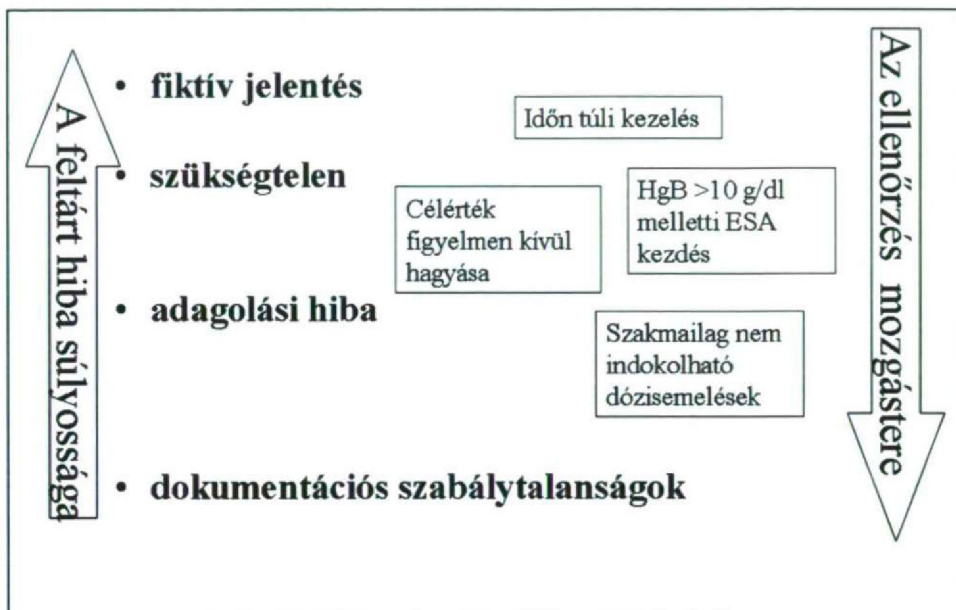 A feltárt hiba súlyossága
• fiktív jelentés
• szükségtelen
• adagolási hiba
• dokumentációs szabálytalanságok
Időn túli kezelés
Célérték
figyelmen kívül
hagyása
HgB >10 g/dl
melletti ESA
kezdés
Szakmailag nem
indokolható
dózisemelések
Az ellenőrzés mozgástere